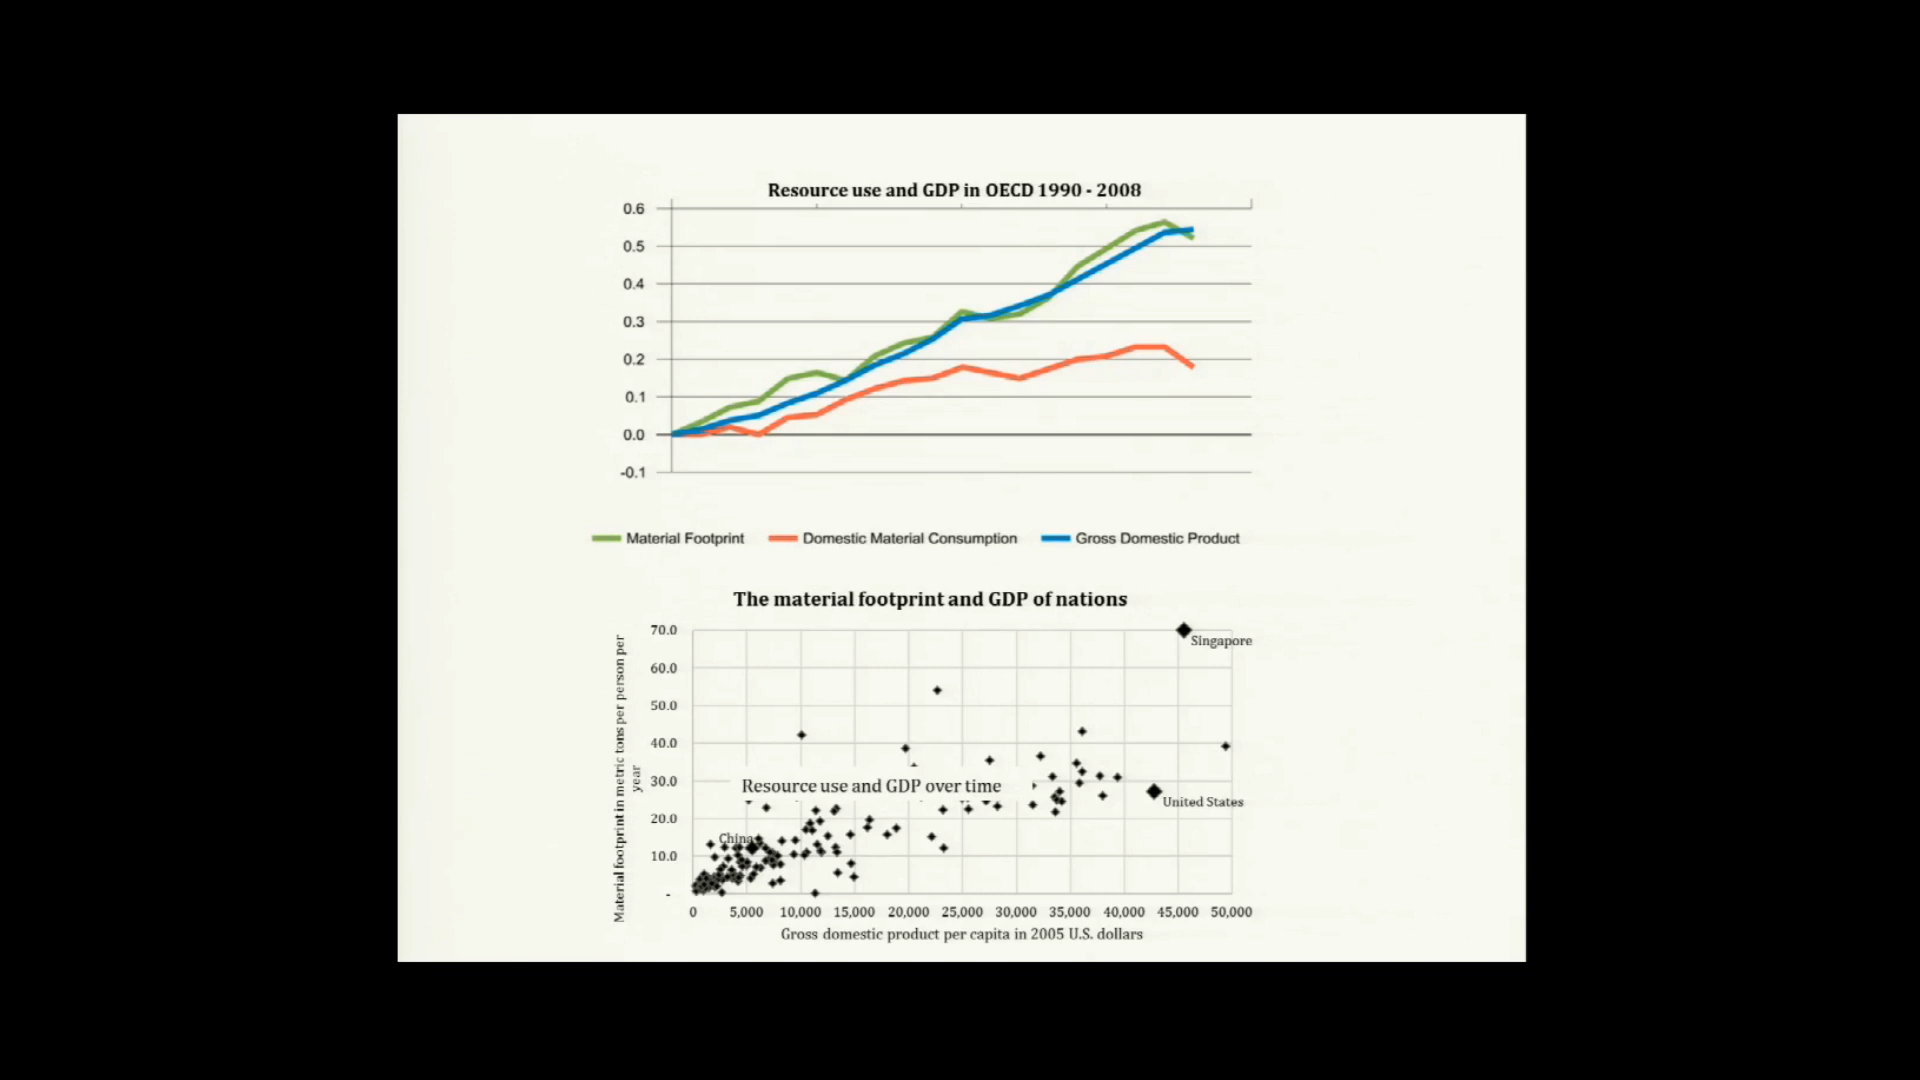 Resource use and GDP in OECD 1990 - 2008
0.6
0.5
0.4
0.3
0.2
0.1
0.0
-0.1
Material Footprint Domestic Material Consumption Gross Domestic Product
The material footprint and GDP of nations
Material footprint in metric tons per person per
year
70.0
60.0
50.0
40.0
30.0
20.0
10.0
-
Singapore
Resource use and GDP over time
United States
China
0 5,000 10,000 15,000 20,000 25,000 30,000 35,000 40,000 45,000 50,000
Gross domestic product per capita in 2005 U.S. dollars